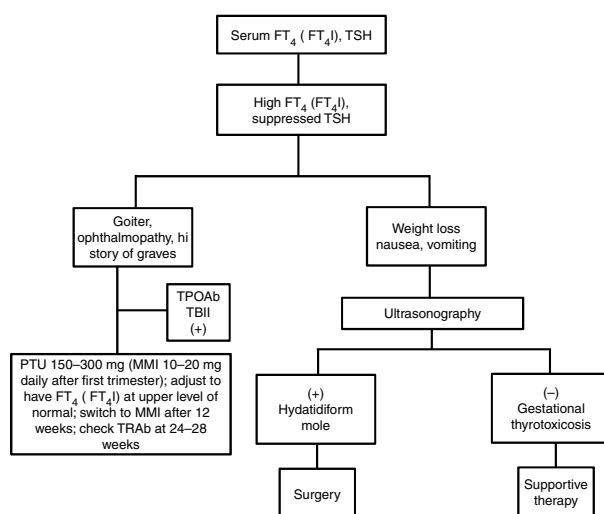 Serum FT4 ( FT4I), TSH
High FT4 (FT4I),
suppressed TSH
Goiter,
ophthalmopathy, hi
story of graves
Weight loss
nausea, vomiting
TPOAb
TBII
(+)
Ultrasonography
PTU 150–300 mg (MMI 10–20 mg
daily after first trimester); adjust to
have FT4 ( FT4I) at upper level of
normal; switch to MMI after 12
weeks; check TRAb at 24–28
weeks
(+)
Hydatidiform
mole
(–)
Gestational
thyrotoxicosis
Surgery
Supportive
therapy